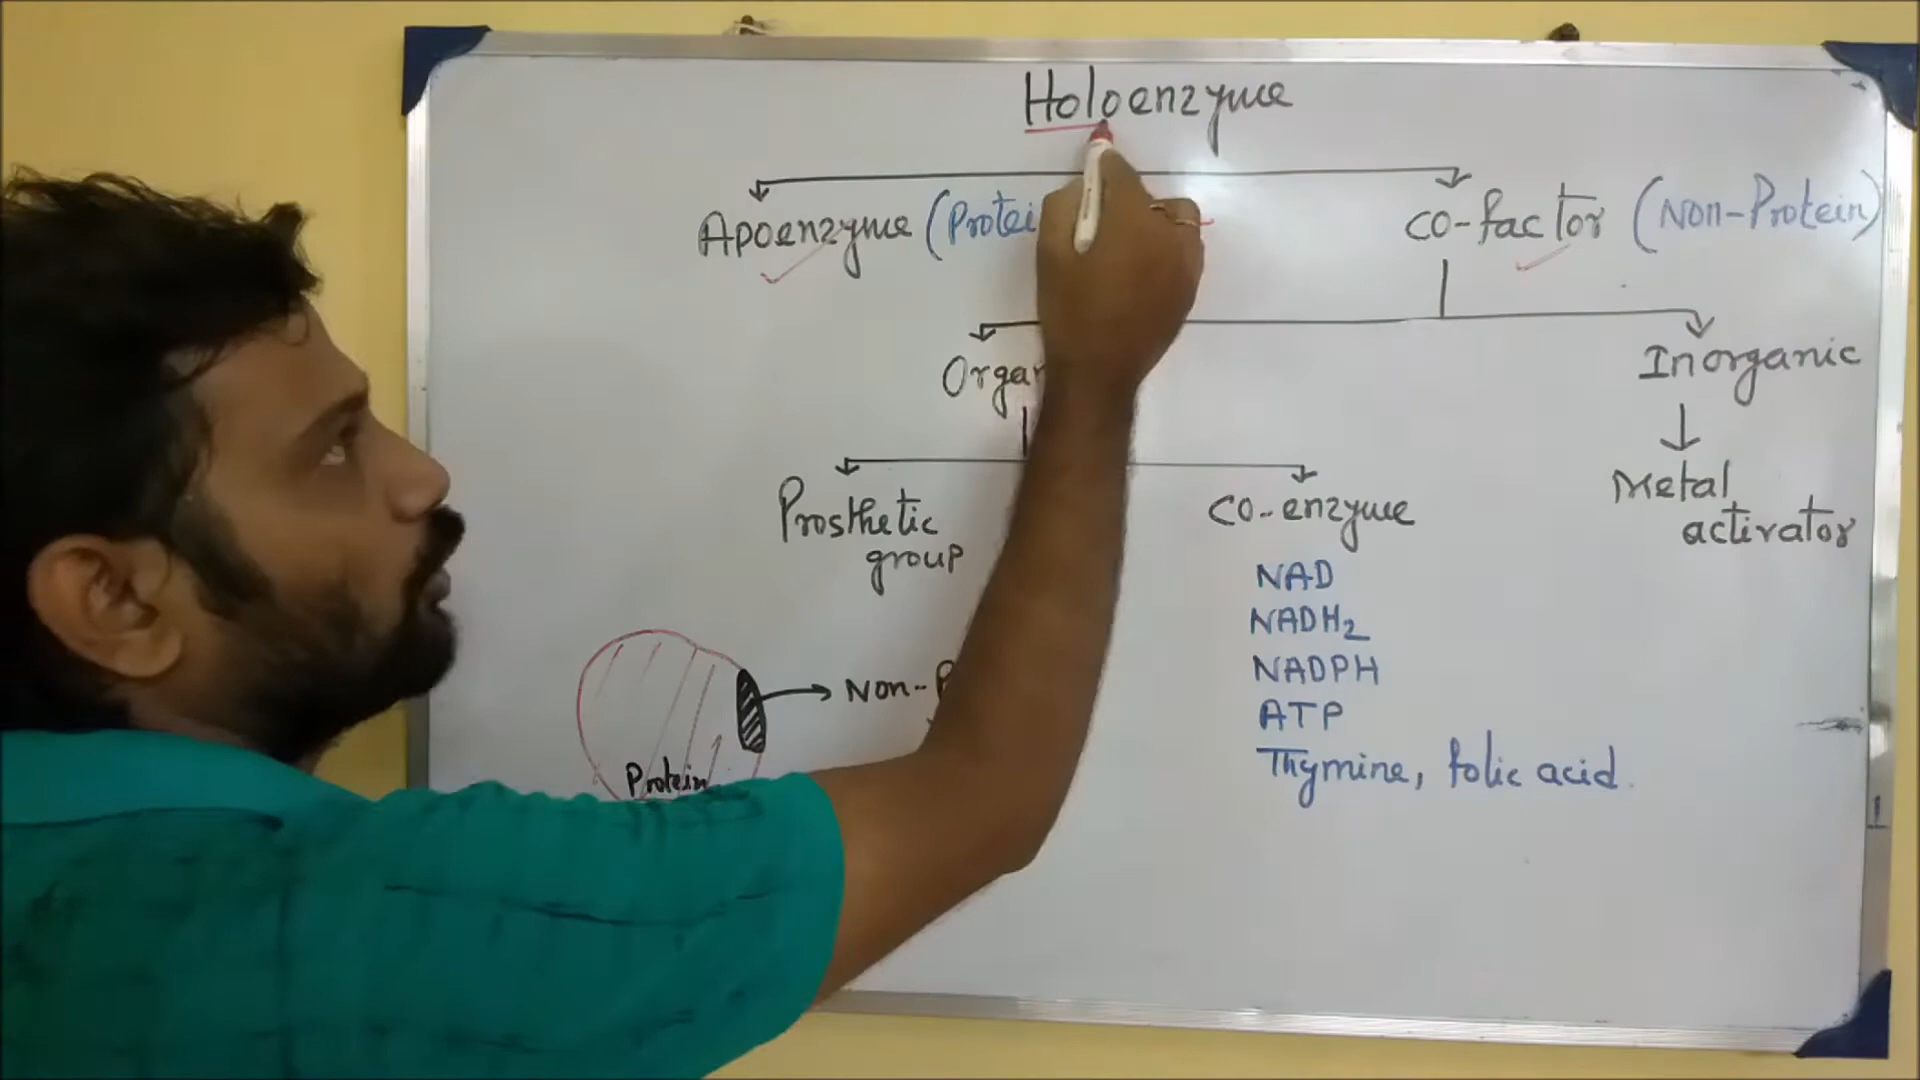 Holoenzyme
Apoenzyme (Protei
Co-factor (Non-Protein)
Organ
Inorganic
Prosthetic
group
Co-enzyme
Metal
activator
NAD
NADH2
NADPH
ATP
Thymine, folic acid.
Non-P
Protein